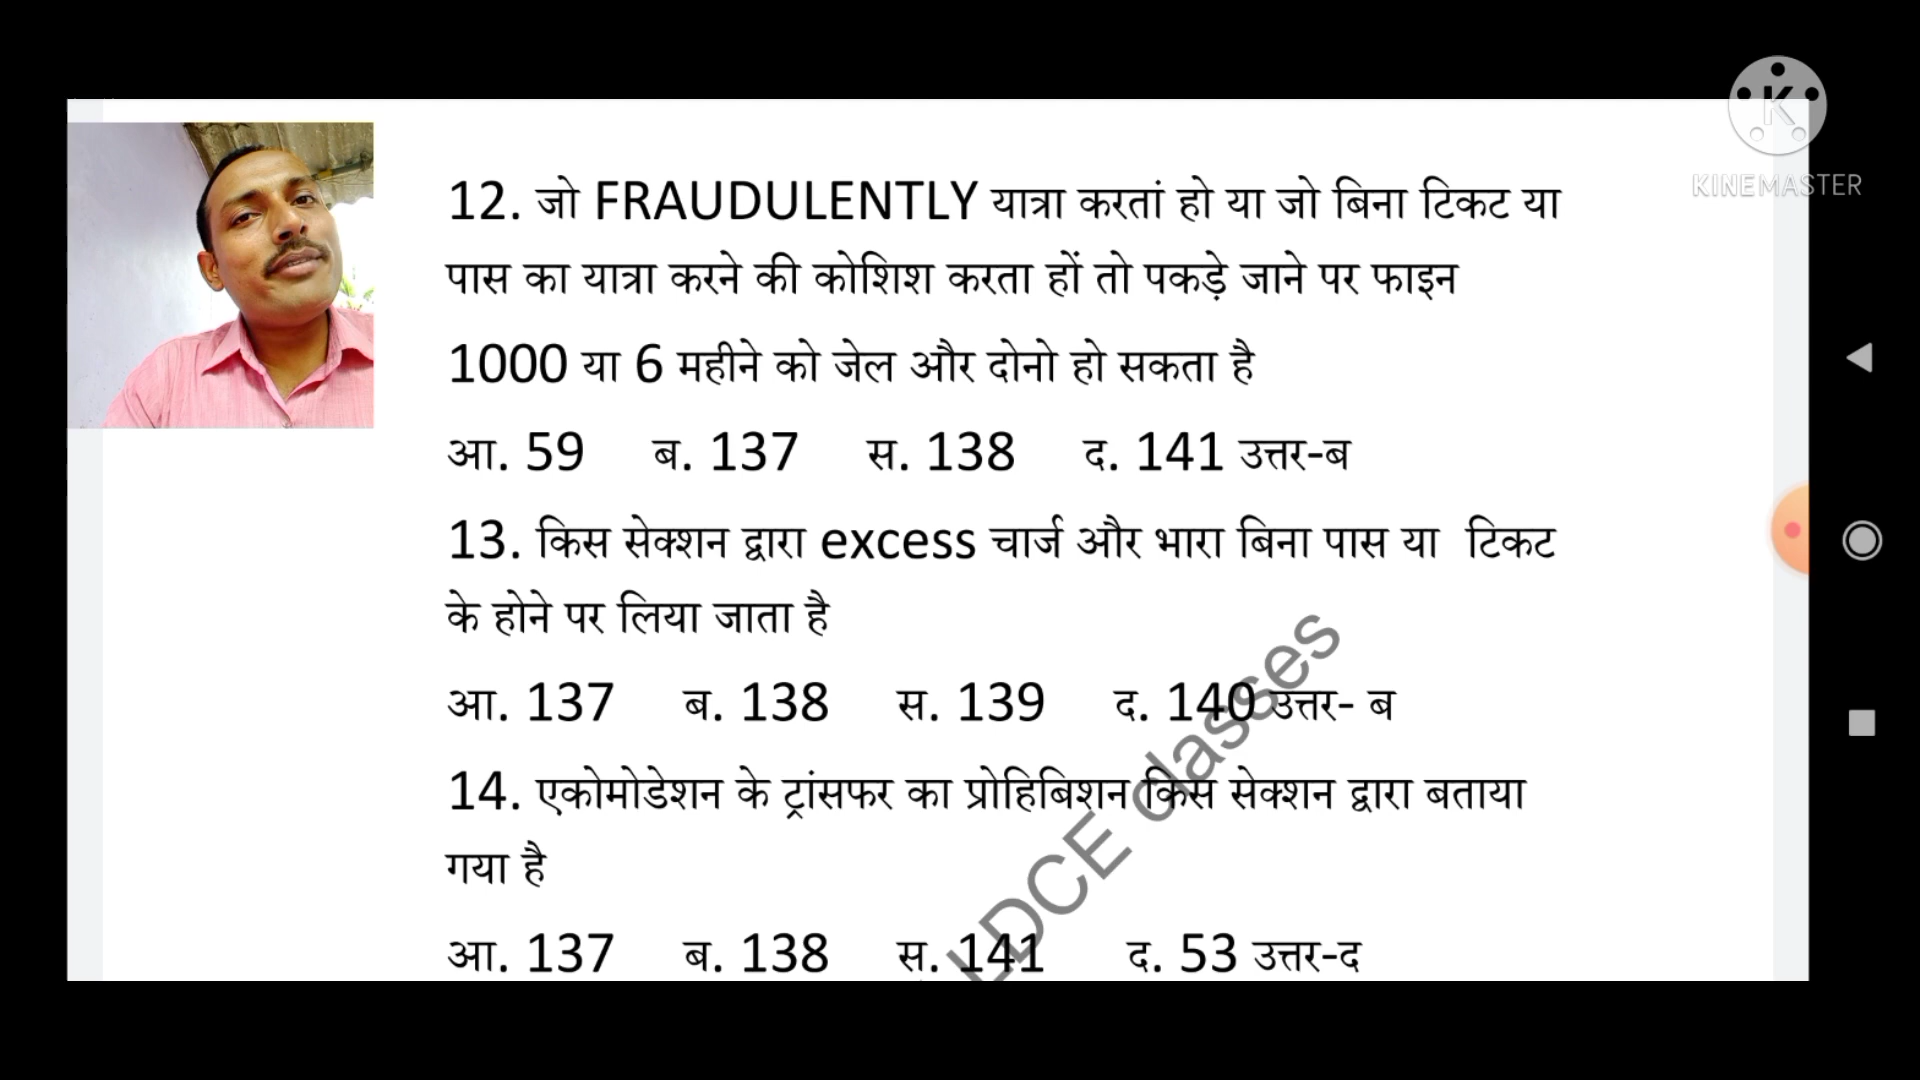 K
KINEMASTER
12. जो FRAUDULENTLY यात्रा करतां हो या जो बिना टिकट या
पास का यात्रा करने की कोशिश करता हों तो पकड़े जाने पर फाइन
1000 या 6 महीने को जेल और दोनो हो सकता है
आ. 59 ब. 137 स. 138 द. 141 उत्तर-ब
13. किस सेक्शन द्वारा excess चार्ज और भारा बिना पास या टिकट
के होने पर लिया जाता है
आ. 137 ब. 138 स. 139 द. 140 उत्तर- ब
14. एकोमोडेशन के ट्रांसफर का प्रोहिबिशन किस सेक्शन द्वारा बताया
गया है
आ. 137 ब. 138 स. 141 द. 53 उत्तर-द
LDCE classes